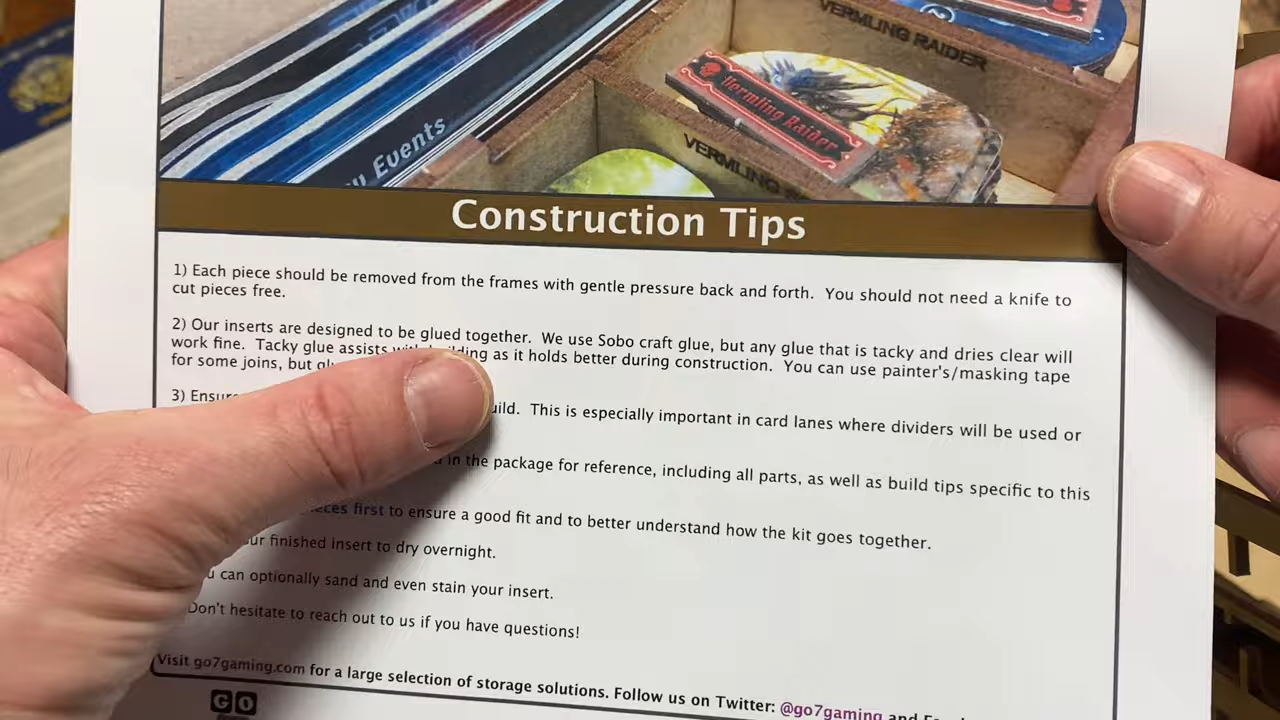 VERMLING RAIDER
Vermling Raider
Events
VERMLING
Construction Tips
1) Each piece should be removed from the frames with gentle pressure back and forth. You should not need a knife to
cut pieces free.
2) Our inserts are designed to be glued together. We use Sobo craft glue, but any glue that is tacky and dries clear will
work fine. Tacky glue assists as it holds better during construction. You can use painter's/masking tape
for some joins, but
3) This is especially important in card lanes where dividers will be used or
in the package for reference, including all parts, as well as build tips specific to this
first to ensure a good fit and to better understand how the kit goes together.
finished insert to dry overnight.
can optionally sand and even stain your insert.
Don't hesitate to reach out to us if you have questions!
Visit go7gaming.com for a large selection of storage solutions. Follow us on Twitter: @go7gaming and
GO